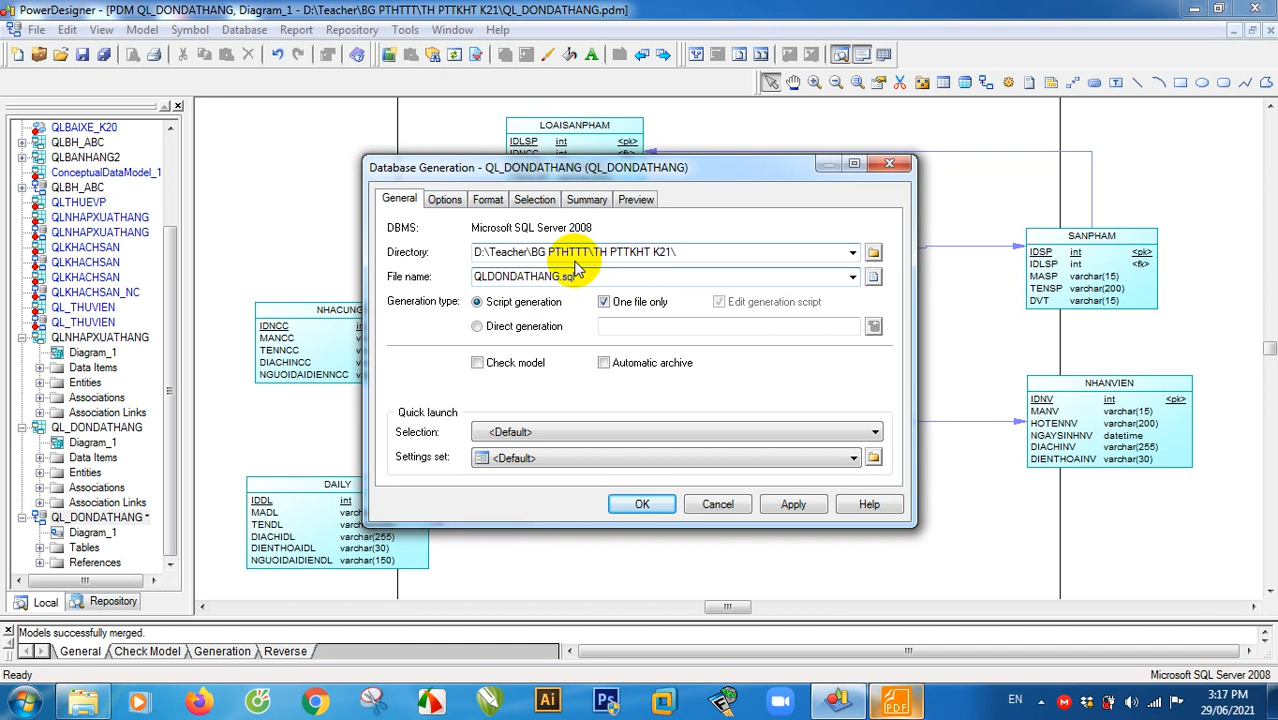 PowerDesigner - [PDM QL_DONDATHANG, Diagram_1 - D:\Teacher\BG PTHTTT\TH PTTKHT K21\QL_DONDATHANG.pdm]
File Edit View Model Symbol Database Report Repository Tools Window Help
QLBAIXE_K20
QLBH_ABC
QLBANHANG2
ConceptualDataModel_1
QLBH_ABC
QLTHUEVP
QLNHAPXUATHANG
QLKHACHSAN
QLNHAPXUATHANG
QLKHACHSAN
QLKHACHSAN
QLKHACHSAN_NC
QL_THUVIEN
QL_THUVIEN
QLNHAPXUATHANG
Diagram_1
Data Items
Entities
Associations
Association Links
QL_DONDATHANG
Diagram_1
Data Items
Entities
Associations
Association Links
QL_DONDATHANG *
Diagram_1
Tables
References
Local Repository
LOAISANPHAM
IDLSP int <pk>
NHACUNG
IDNCC
MANCC
TENNCC
DIACHINCC
NGUOIDAIDIENNCC
DAILY
IDDL int
MADL varchar(15)
TENDL varchar(200)
DIACHIDL varchar(255)
DIENTHOAIDL varchar(30)
NGUOIDAIDIENDL varchar(150)
SANPHAM
IDSP int <pk>
IDLSP int <fk>
MASP varchar(15)
TENSP varchar(200)
DVT varchar(15)
NHANVIEN
IDNV int <pk>
MANV varchar(15)
HOTENNV varchar(200)
NGAYSINHNV datetime
DIACHINV varchar(255)
DIENTHOAINV varchar(30)
Database Generation - QL_DONDATHANG (QL_DONDATHANG)
General Options Format Selection Summary Preview
DBMS: Microsoft SQL Server 2008
Directory: D:\Teacher\BG PTHTTT\TH PTTKHT K21\
File name: QLDONDATHANG.sql
Generation type: Script generation One file only Edit generation script
Direct generation
Check model Automatic archive
Quick launch
Selection: <Default>
Settings set: <Default>
OK Cancel Apply Help
Models successfully merged.
General Check Model Generation Reverse
Ready Microsoft SQL Server 2008
EN
3:17 PM
29/06/2021